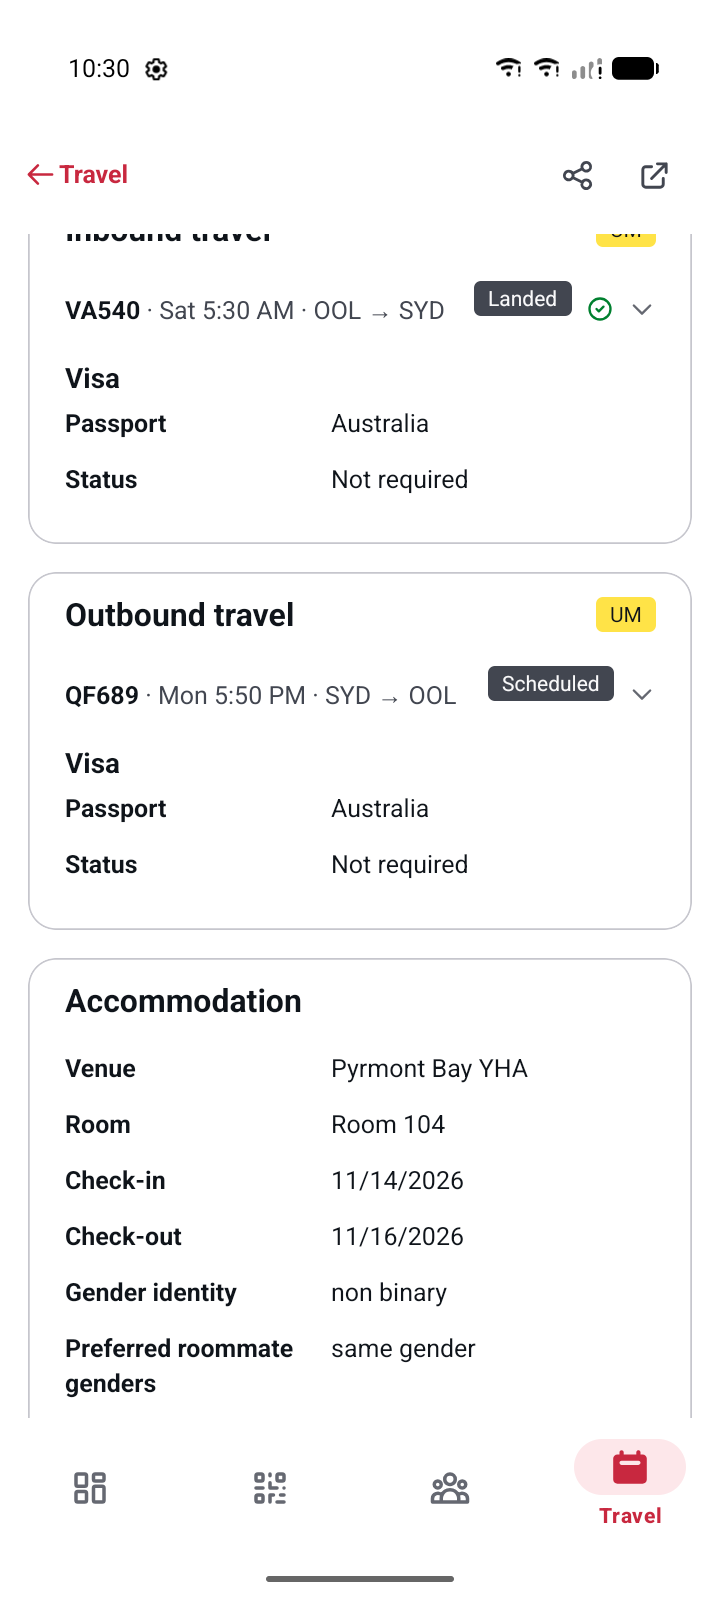 10:30
Travel
Inbound travel
UM
VA540 · Sat 5:30 AM · OOL → SYD
Landed
Visa
Passport Australia
Status Not required
Outbound travel
UM
QF689 · Mon 5:50 PM · SYD → OOL
Scheduled
Visa
Passport Australia
Status Not required
Accommodation
Venue Pyrmont Bay YHA
Room Room 104
Check-in 11/14/2026
Check-out 11/16/2026
Gender identity non binary
Preferred roommate same gender
genders
Travel